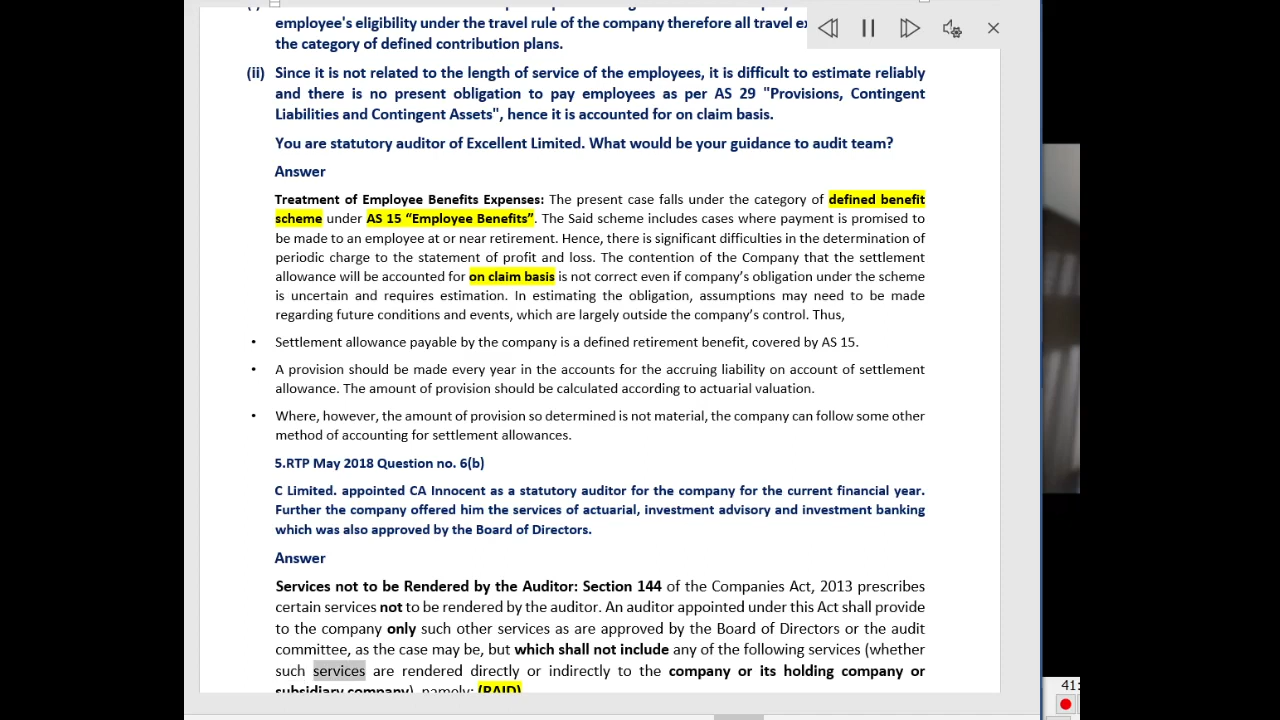 employee's eligibility under the travel rule of the company therefore all travel ex
the category of defined contribution plans.
(ii) Since it is not related to the length of service of the employees, it is difficult to estimate reliably
and there is no present obligation to pay employees as per AS 29 "Provisions, Contingent
Liabilities and Contingent Assets", hence it is accounted for on claim basis.
You are statutory auditor of Excellent Limited. What would be your guidance to audit team?
Answer
Treatment of Employee Benefits Expenses: The present case falls under the category of defined benefit
scheme under AS 15 “Employee Benefits”. The Said scheme includes cases where payment is promised to
be made to an employee at or near retirement. Hence, there is significant difficulties in the determination of
periodic charge to the statement of profit and loss. The contention of the Company that the settlement
allowance will be accounted for on claim basis is not correct even if company’s obligation under the scheme
is uncertain and requires estimation. In estimating the obligation, assumptions may need to be made
regarding future conditions and events, which are largely outside the company’s control. Thus,
• Settlement allowance payable by the company is a defined retirement benefit, covered by AS 15.
• A provision should be made every year in the accounts for the accruing liability on account of settlement
allowance. The amount of provision should be calculated according to actuarial valuation.
• Where, however, the amount of provision so determined is not material, the company can follow some other
method of accounting for settlement allowances.
5.RTP May 2018 Question no. 6(b)
C Limited. appointed CA Innocent as a statutory auditor for the company for the current financial year.
Further the company offered him the services of actuarial, investment advisory and investment banking
which was also approved by the Board of Directors.
Answer
Services not to be Rendered by the Auditor: Section 144 of the Companies Act, 2013 prescribes
certain services not to be rendered by the auditor. An auditor appointed under this Act shall provide
to the company only such other services as are approved by the Board of Directors or the audit
committee, as the case may be, but which shall not include any of the following services (whether
such services are rendered directly or indirectly to the company or its holding company or
subsidiary company), namely: (RAID)
41: